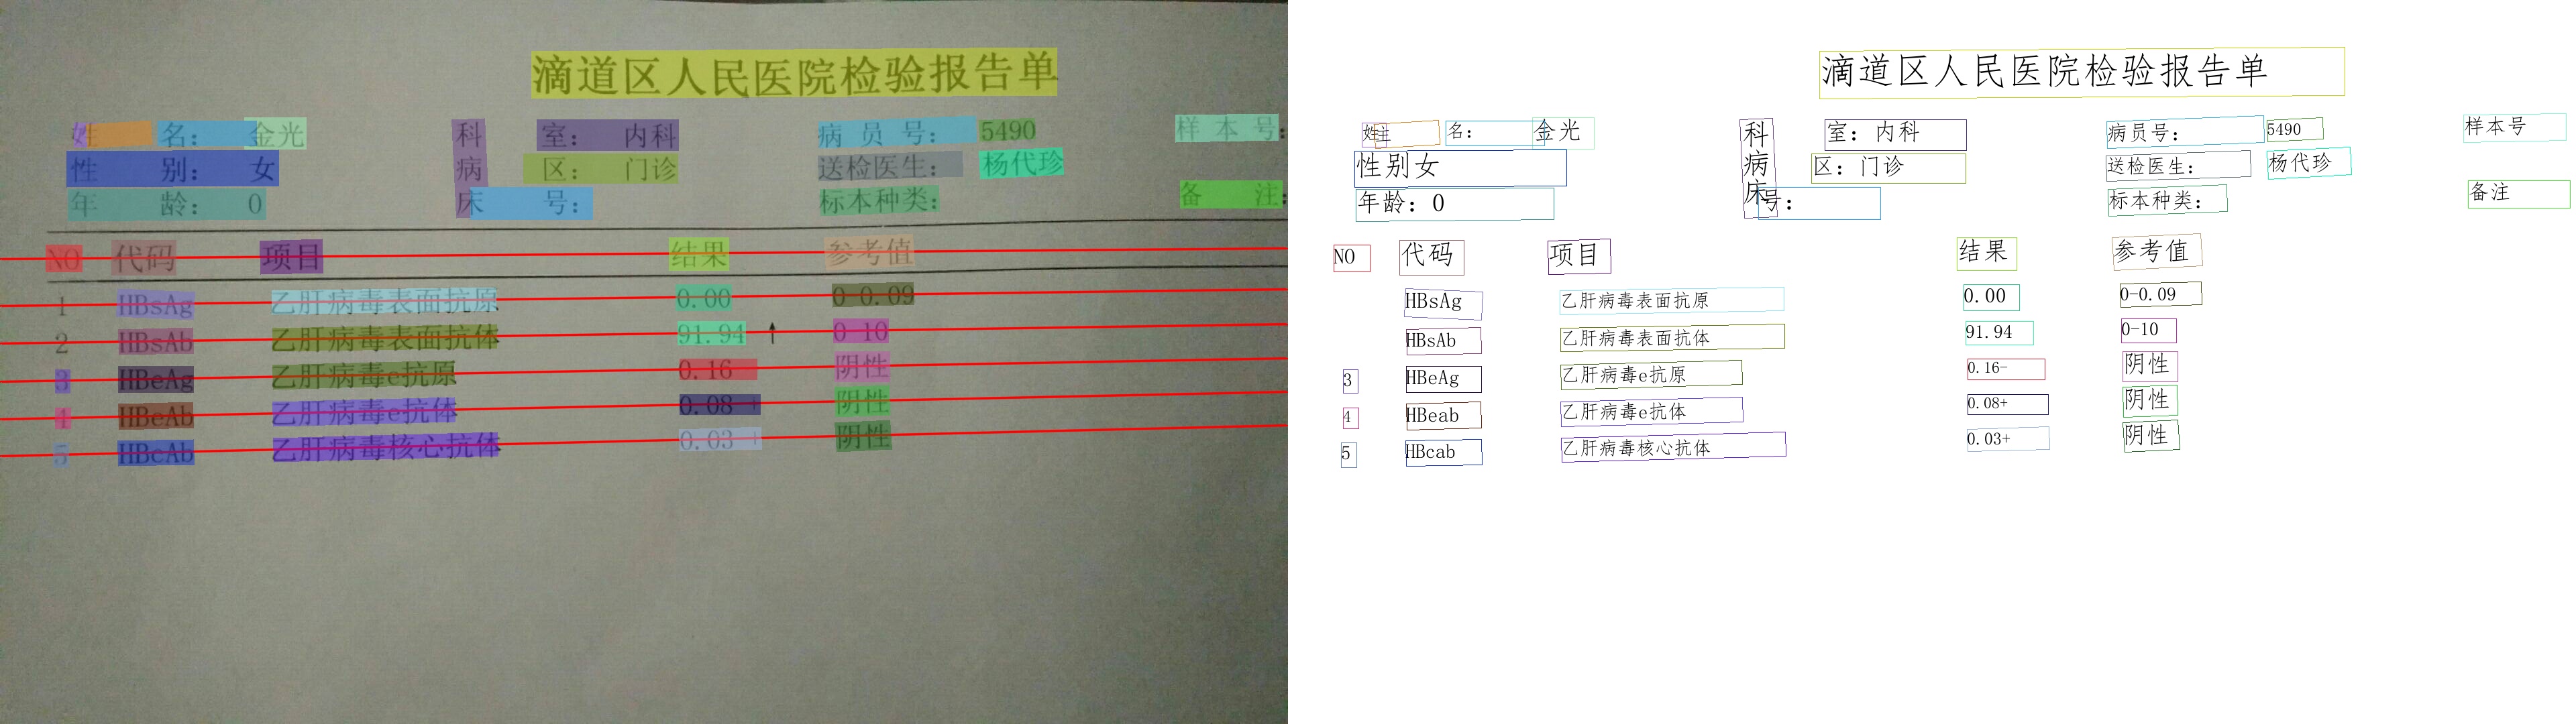 滴道区人民医院检验报告单
姓 名： 金光 科 室： 内科 病 员 号： 5490 样 本 号：
性 别： 女 病 区： 门诊 送检医生： 杨代珍
年 龄： 0 床 号： 标本种类： 备 注：
NO 代码 项目 结果 参考值
1 HBsAg 乙肝病毒表面抗原 0.00 0-0.09
2 HBsAb 乙肝病毒表面抗体 91.94 ↑ 0-10
3 HBeAg 乙肝病毒e抗原 0.16 阴性
4 HBeAb 乙肝病毒e抗体 0.08 + 阴性
5 HBcAb 乙肝病毒核心抗体 0.03 + 阴性
滴道区人民医院检验报告单
姓 名： 金光 科 室：内科 病员号： 5490 样本号
性别女 病 区：门诊 送检医生： 杨代珍
年龄：0 床 号： 标本种类： 备注
NO 代码 项目 结果 参考值
HBsAg 乙肝病毒表面抗原 0.00 0-0.09
HBsAb 乙肝病毒表面抗体 91.94 0-10
3 HBeAg 乙肝病毒e抗原 0.16- 阴性
4 HBeab 乙肝病毒e抗体 0.08+ 阴性
5 HBcab 乙肝病毒核心抗体 0.03+ 阴性